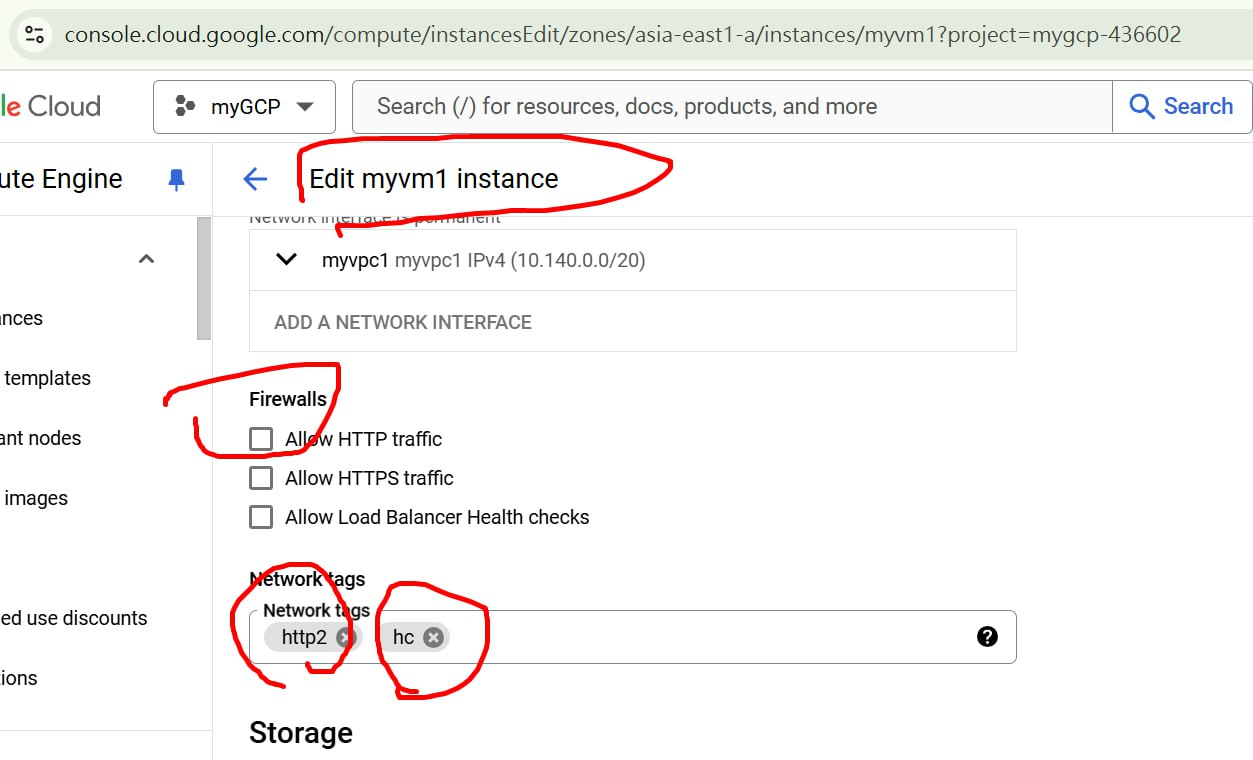 console.cloud.google.com/compute/instancesEdit/zones/asia-east1-a/instances/myvm1?project=mygcp-436602
le Cloud
myGCP
Search (/) for resources, docs, products, and more
Search
ute Engine
Edit myvm1 instance
Network interface is permanent
myvpc1 myvpc1 IPv4 (10.140.0.0/20)
ances
ADD A NETWORK INTERFACE
templates
Firewalls
ant nodes
Allow HTTP traffic
Allow HTTPS traffic
images
Allow Load Balancer Health checks
Network tags
Network tags
ed use discounts
http2
hc
ions
Storage